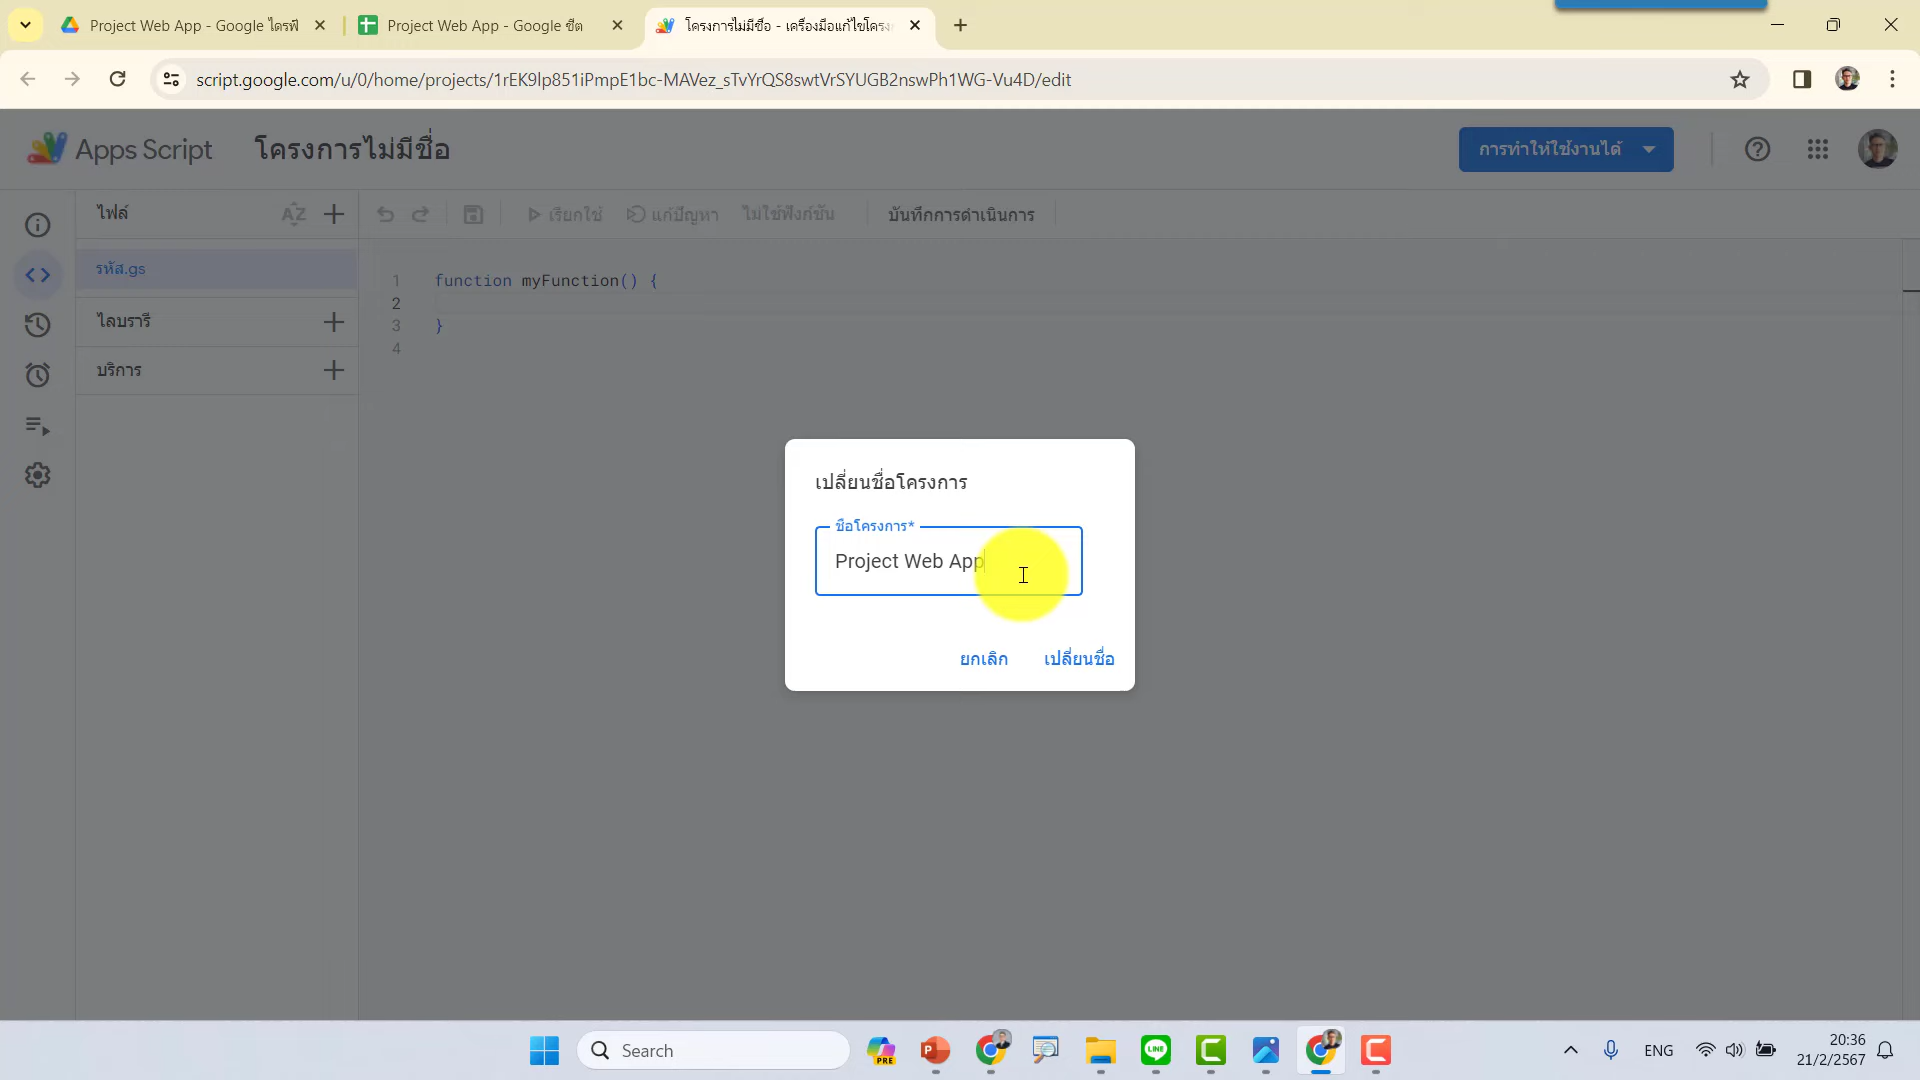 Project Web App - Google ไดรฟ์
Project Web App - Google ชีต
โครงการไม่มีชื่อ - เครื่องมือแก้ไขโครง
script.google.com/u/0/home/projects/1rEK9lp851iPmpE1bc-MAVez_sTvYrQS8swtVrSYUGB2nswPh1WG-Vu4D/edit
Apps Script
โครงการไม่มีชื่อ
การทำให้ใช้งานได้
ไฟล์
AZ
เรียกใช้
แก้ปัญหา
ไม่ใช้ฟังก์ชัน
บันทึกการดำเนินการ
รหัส.gs
ไลบรารี
บริการ
1 function myFunction() {
2
3 }
4
เปลี่ยนชื่อโครงการ
ชื่อโครงการ*
Project Web App
ยกเลิก
เปลี่ยนชื่อ
Search
PRE
LINE
ENG
20:36
21/2/2567